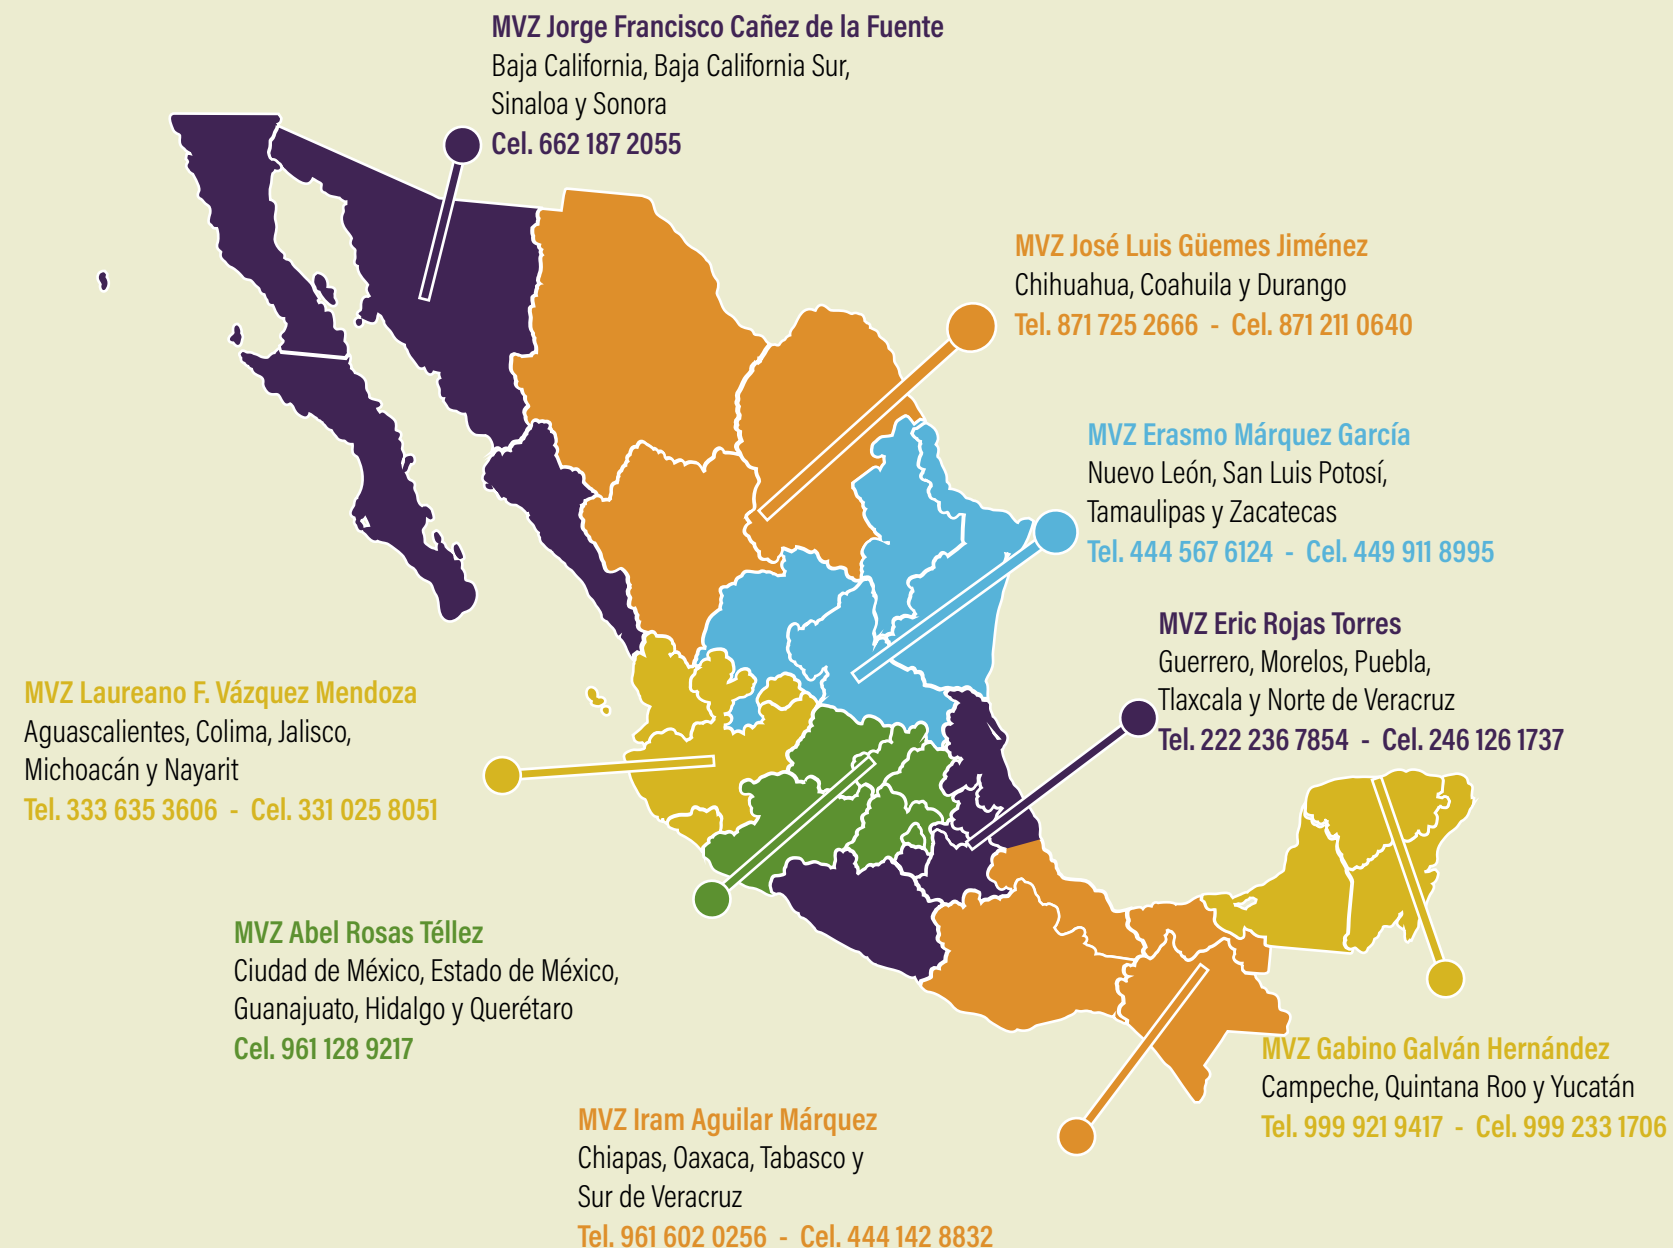 MVZ Jorge Francisco Cañez de la Fuente
Baja California, Baja California Sur,
Sinaloa y Sonora
Cel. 662 187 2055
MVZ José Luis Güemes Jiménez
Chihuahua, Coahuila y Durango
Tel. 871 725 2666 - Cel. 871 211 0640
MVZ Erasmo Márquez García
Nuevo León, San Luis Potosí,
Tamaulipas y Zacatecas
Tel. 444 567 6124 - Cel. 449 911 8995
MVZ Eric Rojas Torres
Guerrero, Morelos, Puebla,
Tlaxcala y Norte de Veracruz
Tel. 222 236 7854 - Cel. 246 126 1737
MVZ Laureano F. Vázquez Mendoza
Aguascalientes, Colima, Jalisco,
Michoacán y Nayarit
Tel. 333 635 3606 - Cel. 331 025 8051
MVZ Abel Rosas Téllez
Ciudad de México, Estado de México,
Guanajuato, Hidalgo y Querétaro
Cel. 961 128 9217
MVZ Gabino Galván Hernández
Campeche, Quintana Roo y Yucatán
Tel. 999 921 9417 - Cel. 999 233 1706
MVZ Iram Aguilar Márquez
Chiapas, Oaxaca, Tabasco y
Sur de Veracruz
Tel. 961 602 0256 - Cel. 444 142 8832